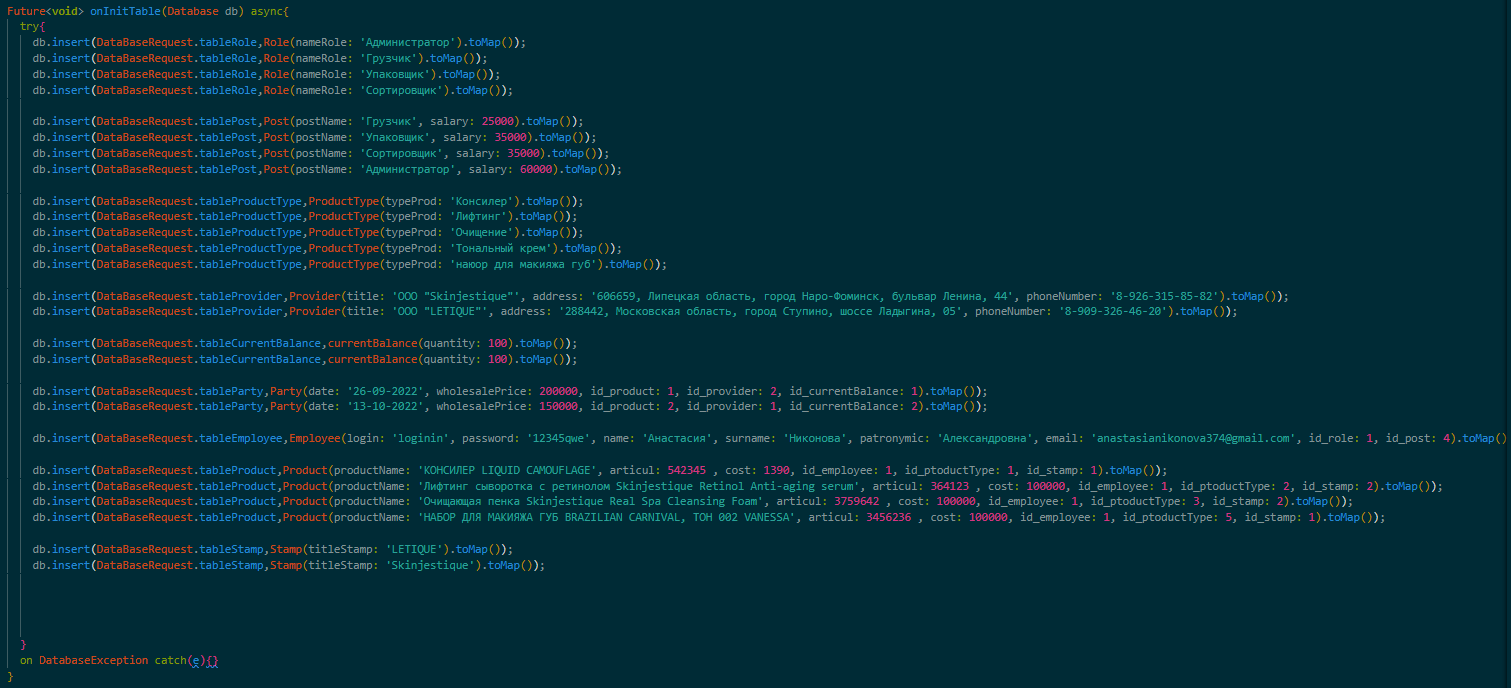 Future<void> onInitTable(Database db) async{
try{
db.insert(DataBaseRequest.tableRole,Role(nameRole: 'Администратор').toMap());
db.insert(DataBaseRequest.tableRole,Role(nameRole: 'Грузчик').toMap());
db.insert(DataBaseRequest.tableRole,Role(nameRole: 'Упаковщик').toMap());
db.insert(DataBaseRequest.tableRole,Role(nameRole: 'Сортировщик').toMap());
db.insert(DataBaseRequest.tablePost,Post(postName: 'Грузчик', salary: 25000).toMap());
db.insert(DataBaseRequest.tablePost,Post(postName: 'Упаковщик', salary: 35000).toMap());
db.insert(DataBaseRequest.tablePost,Post(postName: 'Сортировщик', salary: 35000).toMap());
db.insert(DataBaseRequest.tablePost,Post(postName: 'Администратор', salary: 60000).toMap());
db.insert(DataBaseRequest.tableProductType,ProductType(typeProd: 'Консилер').toMap());
db.insert(DataBaseRequest.tableProductType,ProductType(typeProd: 'Лифтинг').toMap());
db.insert(DataBaseRequest.tableProductType,ProductType(typeProd: 'Очищение').toMap());
db.insert(DataBaseRequest.tableProductType,ProductType(typeProd: 'Тональный крем').toMap());
db.insert(DataBaseRequest.tableProductType,ProductType(typeProd: 'наюор для макияжа губ').toMap());
db.insert(DataBaseRequest.tableProvider,Provider(title: 'ООО "Skinjestique"', address: '606659, Липецкая область, город Наро-Фоминск, бульвар Ленина, 44', phoneNumber: '8-926-315-85-82').toMap());
db.insert(DataBaseRequest.tableProvider,Provider(title: 'ООО "LETIQUE"', address: '288442, Московская область, город Ступино, шоссе Ладыгина, 05', phoneNumber: '8-909-326-46-20').toMap());
db.insert(DataBaseRequest.tableCurrentBalance,currentBalance(quantity: 100).toMap());
db.insert(DataBaseRequest.tableCurrentBalance,currentBalance(quantity: 100).toMap());
db.insert(DataBaseRequest.tableParty,Party(date: '26-09-2022', wholesalePrice: 200000, id_product: 1, id_provider: 2, id_currentBalance: 1).toMap());
db.insert(DataBaseRequest.tableParty,Party(date: '13-10-2022', wholesalePrice: 150000, id_product: 2, id_provider: 1, id_currentBalance: 2).toMap());
db.insert(DataBaseRequest.tableEmployee,Employee(login: 'loginin', password: '12345qwe', name: 'Анастасия', surname: 'Никонова', patronymic: 'Александровна', email: 'anastasianikonova374@gmail.com', id_role: 1, id_post: 4).toMap()
db.insert(DataBaseRequest.tableProduct,Product(productName: 'КОНСИЛЕР LIQUID CAMOUFLAGE', articul: 542345 , cost: 1390, id_employee: 1, id_ptoductType: 1, id_stamp: 1).toMap());
db.insert(DataBaseRequest.tableProduct,Product(productName: 'Лифтинг сыворотка с ретинолом Skinjestique Retinol Anti-aging serum', articul: 364123 , cost: 100000, id_employee: 1, id_ptoductType: 2, id_stamp: 2).toMap());
db.insert(DataBaseRequest.tableProduct,Product(productName: 'Очищающая пенка Skinjestique Real Spa Cleansing Foam', articul: 3759642 , cost: 100000, id_employee: 1, id_ptoductType: 3, id_stamp: 2).toMap());
db.insert(DataBaseRequest.tableProduct,Product(productName: 'НАБОР ДЛЯ МАКИЯЖА ГУБ BRAZILIAN CARNIVAL, ТОН 002 VANESSA', articul: 3456236 , cost: 100000, id_employee: 1, id_ptoductType: 5, id_stamp: 1).toMap());
db.insert(DataBaseRequest.tableStamp,Stamp(titleStamp: 'LETIQUE').toMap());
db.insert(DataBaseRequest.tableStamp,Stamp(titleStamp: 'Skinjestique').toMap());
}
on DatabaseException catch(e){}
}